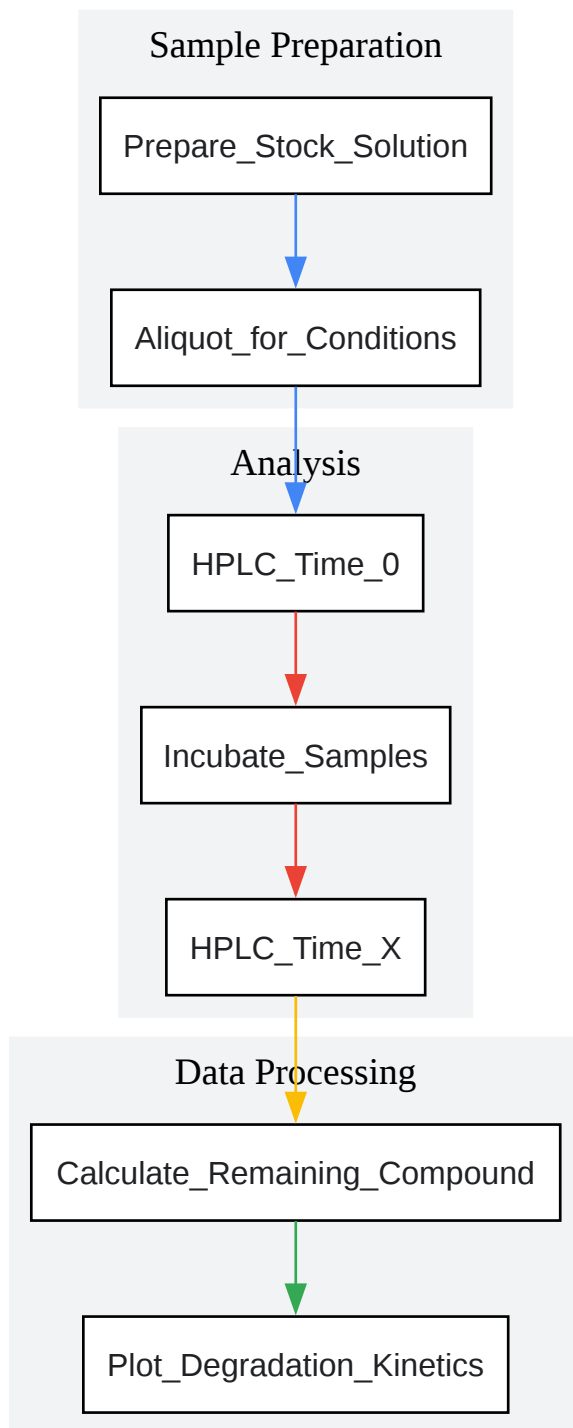 Sample Preparation
Prepare_Stock_Solution
Aliquot_for_Conditions
Analysis
HPLC_Time_0
Incubate_Samples
HPLC_Time_X
Data Processing
Calculate_Remaining_Compound
Plot_Degradation_Kinetics